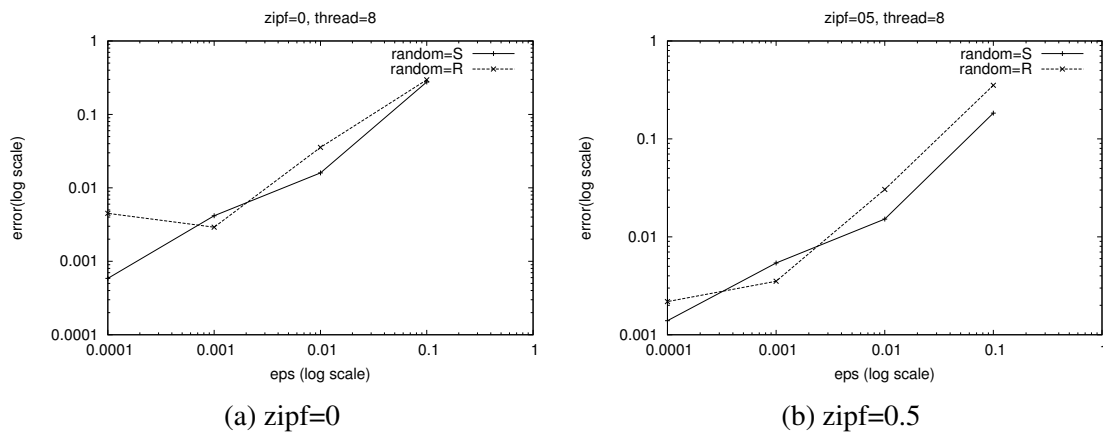 zipf=0, thread=8
1
0.1
0.01
0.001
0.0001
error(log scale)
random=S
random=R
0.0001 0.001 0.01 0.1 1
eps (log scale)
(a) zipf=0
zipf=05, thread=8
1
0.1
0.01
0.001
error(log scale)
random=S
random=R
0.0001 0.001 0.01 0.1 1
eps (log scale)
(b) zipf=0.5